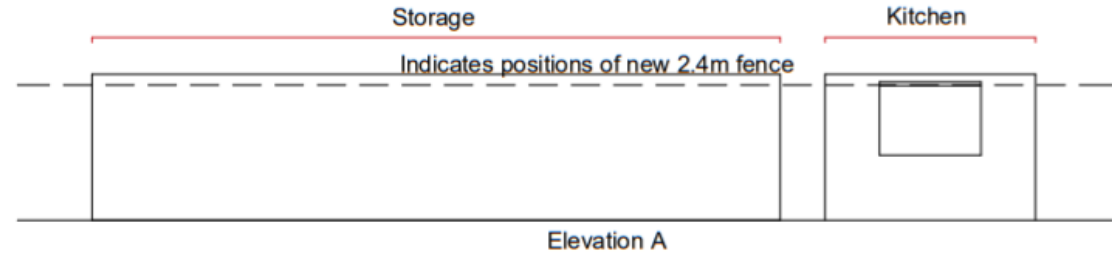 Storage
Kitchen
Indicates positions of new 2.4m fence
Elevation A